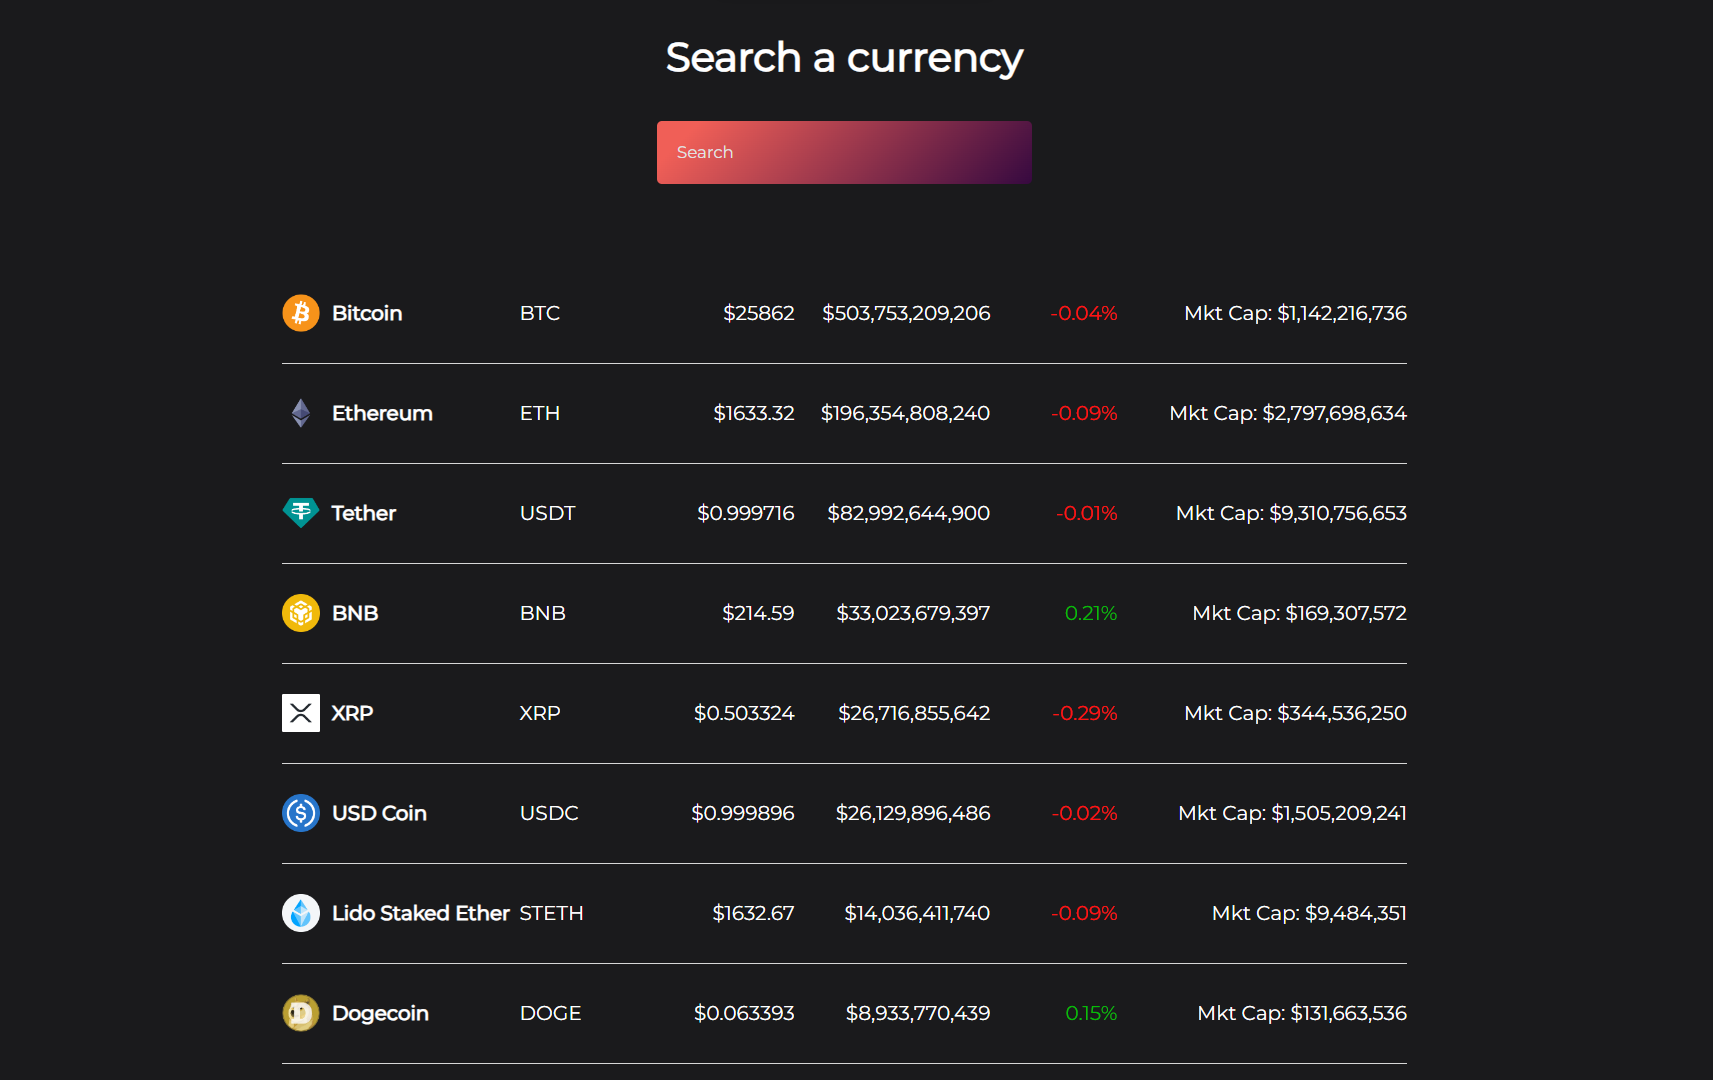 Search a currency
Search
Bitcoin BTC $25862 $503,753,209,206 -0.04% Mkt Cap: $1,142,216,736
Ethereum ETH $1633.32 $196,354,808,240 -0.09% Mkt Cap: $2,797,698,634
Tether USDT $0.999716 $82,992,644,900 -0.01% Mkt Cap: $9,310,756,653
BNB BNB $214.59 $33,023,679,397 0.21% Mkt Cap: $169,307,572
XRP XRP $0.503324 $26,716,855,642 -0.29% Mkt Cap: $344,536,250
USD Coin USDC $0.999896 $26,129,896,486 -0.02% Mkt Cap: $1,505,209,241
Lido Staked Ether STETH $1632.67 $14,036,411,740 -0.09% Mkt Cap: $9,484,351
Dogecoin DOGE $0.063393 $8,933,770,439 0.15% Mkt Cap: $131,663,536